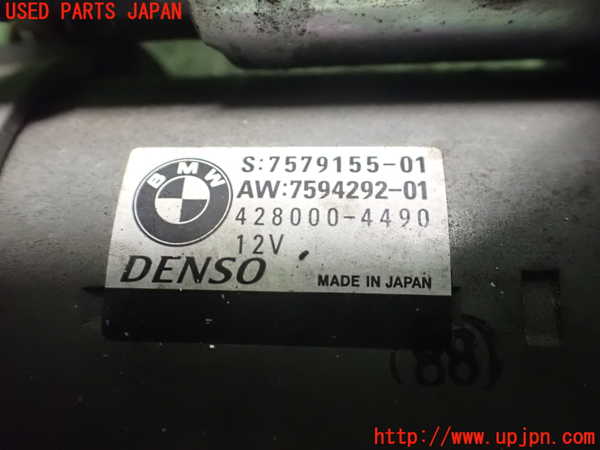 USED PARTS JAPAN
BMW
S:7579155-01
AW:7594292-01
428000-4490
12V
DENSO
MADE IN JAPAN
(88)
www.upjpn.com